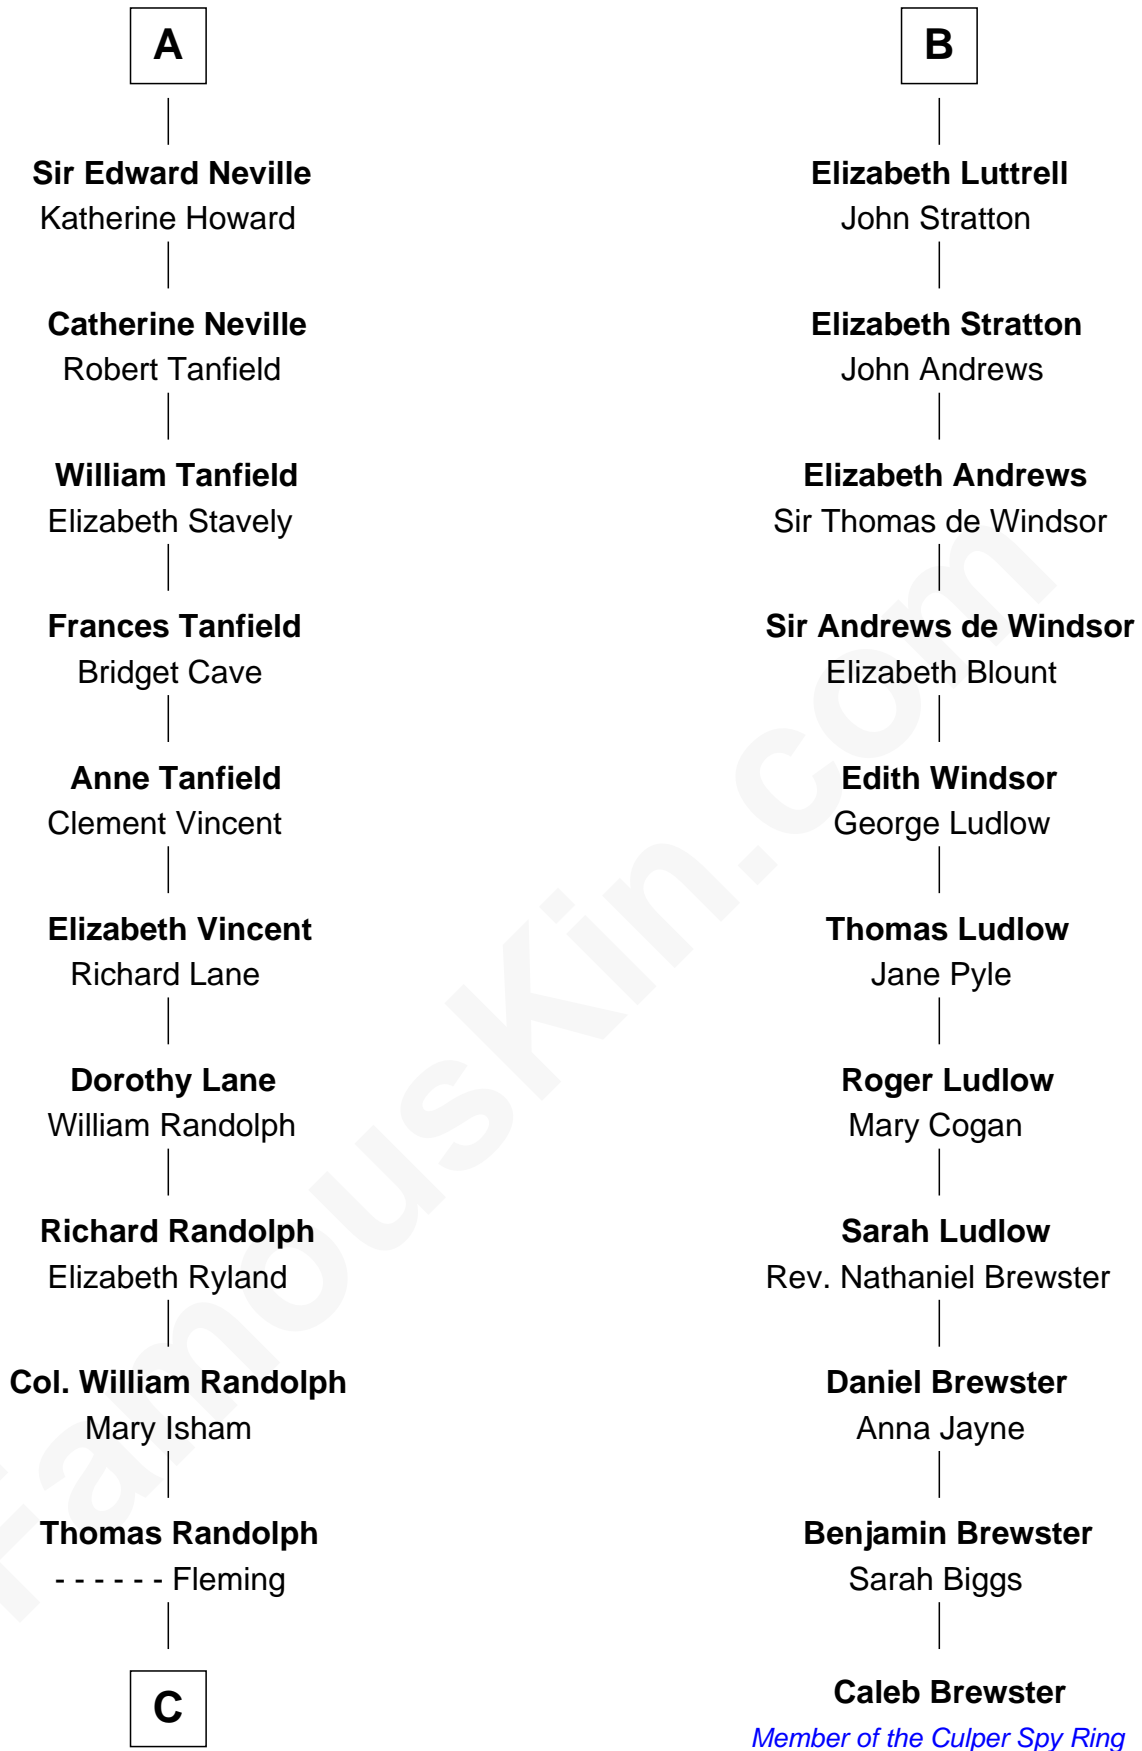 A
Sir Edward Neville
Katherine Howard
Catherine Neville
Robert Tanfield
William Tanfield
Elizabeth Stavely
Frances Tanfield
Bridget Cave
Anne Tanfield
Clement Vincent
Elizabeth Vincent
Richard Lane
Dorothy Lane
William Randolph
Richard Randolph
Elizabeth Ryland
Col. William Randolph
Mary Isham
Thomas Randolph
- - - - - - Fleming
C
B
Elizabeth Luttrell
John Stratton
Elizabeth Stratton
John Andrews
Elizabeth Andrews
Sir Thomas de Windsor
Sir Andrews de Windsor
Elizabeth Blount
Edith Windsor
George Ludlow
Thomas Ludlow
Jane Pyle
Roger Ludlow
Mary Cogan
Sarah Ludlow
Rev. Nathaniel Brewster
Daniel Brewster
Anna Jayne
Benjamin Brewster
Sarah Biggs
Caleb Brewster
Member of the Culper Spy Ring
FamousKin.com